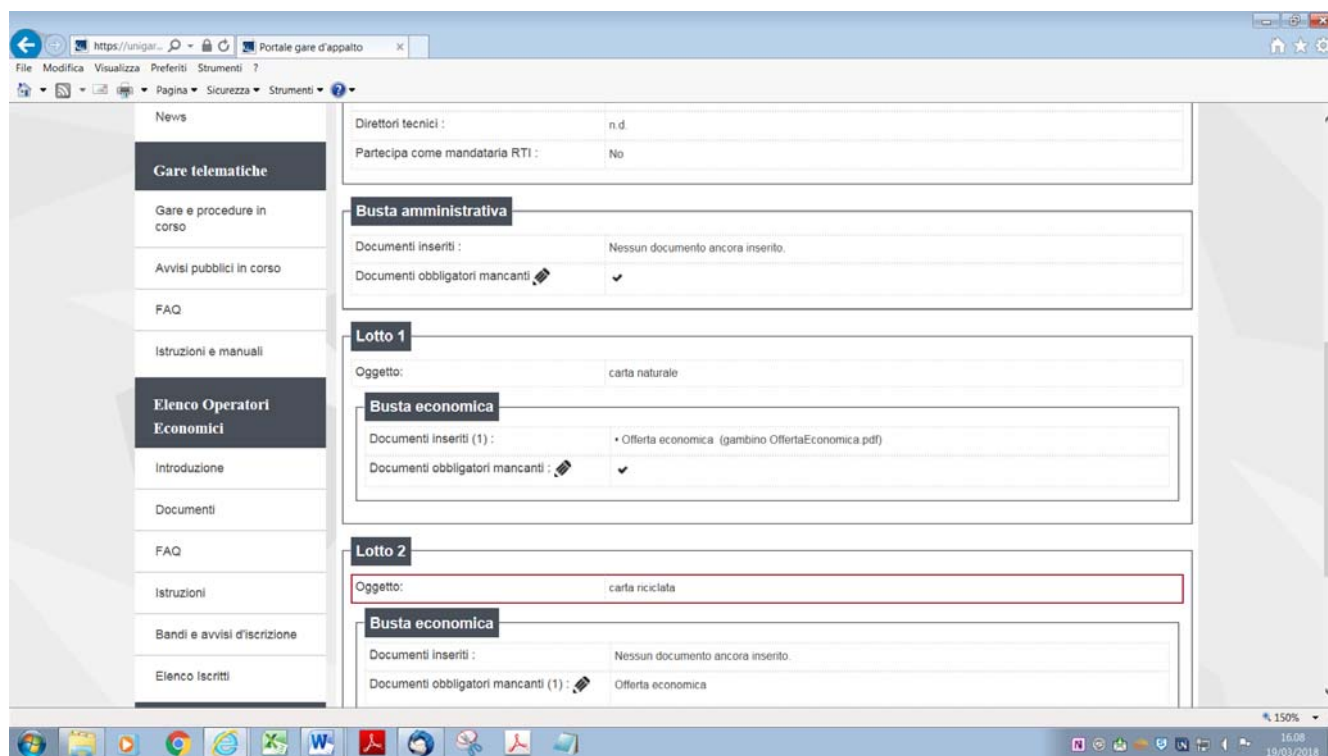 https://unigar...
Portale gare d'appalto
File Modifica Visualizza Preferiti Strumenti ?
Pagina Sicurezza Strumenti
News
Gare telematiche
Gare e procedure in
corso
Avvisi pubblici in corso
FAQ
Istruzioni e manuali
Elenco Operatori
Economici
Introduzione
Documenti
FAQ
Istruzioni
Bandi e avvisi d'iscrizione
Elenco Iscritti
Direttori tecnici : n.d.
Partecipa come mandataria RTI : No
Busta amministrativa
Documenti inseriti : Nessun documento ancora inserito.
Documenti obbligatori mancanti
Lotto 1
Oggetto: carta naturale
Busta economica
Documenti inseriti (1) : • Offerta economica (gambino OffertaEconomica.pdf)
Documenti obbligatori mancanti :
Lotto 2
Oggetto: carta riciclata
Busta economica
Documenti inseriti : Nessun documento ancora inserito.
Documenti obbligatori mancanti (1) : Offerta economica
150%
16.08
19/03/2018